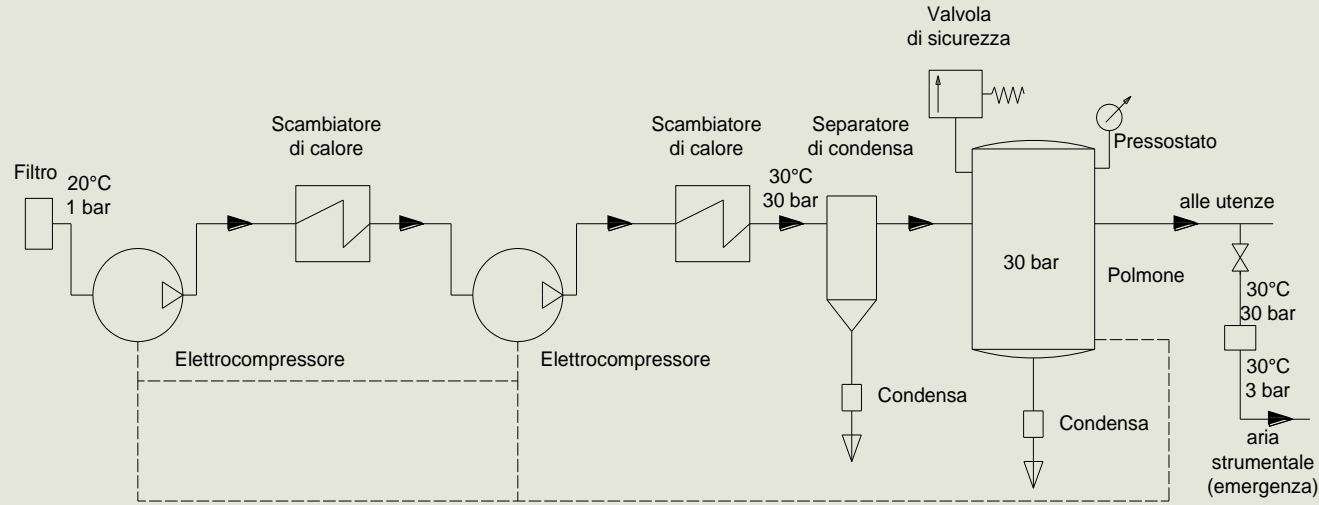 Valvola
di sicurezza
Scambiatore
di calore
Scambiatore
di calore
Separatore
di condensa
Pressostato
Filtro
20°C
1 bar
30°C
30 bar
alle utenze
30 bar
Polmone
30°C
30 bar
Elettrocompressore
Elettrocompressore
30°C
3 bar
Condensa
Condensa
aria
strumentale
(emergenza)